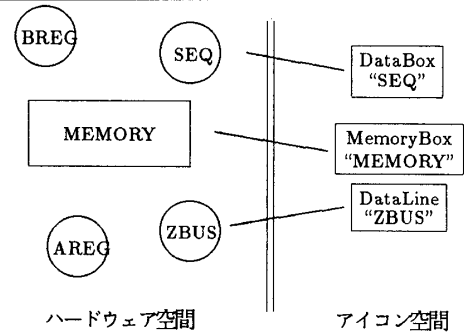 BREG
SEQ
DataBox
“SEQ”
MEMORY
MemoryBox
“MEMORY”
DataLine
“ZBUS”
ZBUS
AREG
ハードウェア空間
アイコン空間